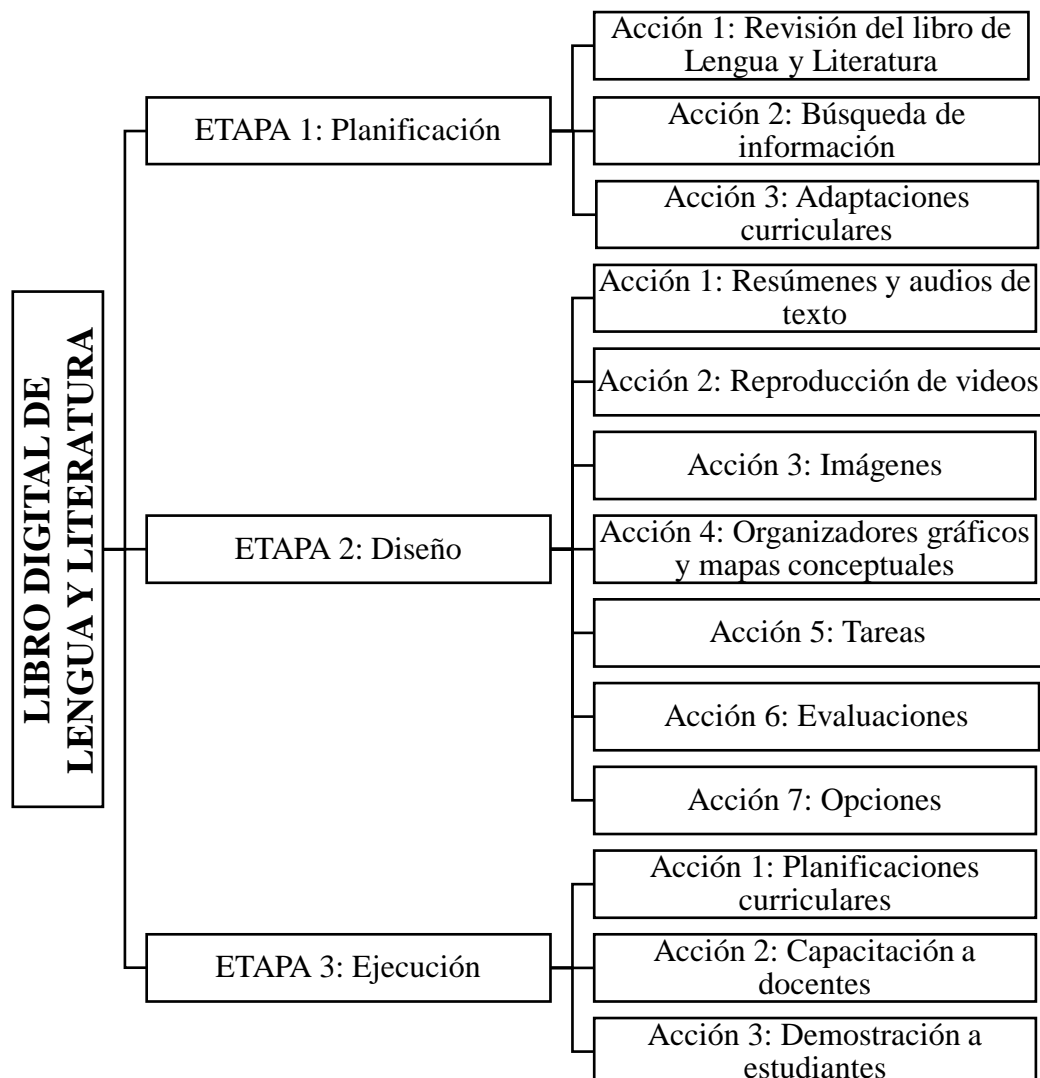 LIBRO DIGITAL DE
LENGUA Y LITERATURA
ETAPA 1: Planificación
Acción 1: Revisión del libro de
Lengua y Literatura
Acción 2: Búsqueda de
información
Acción 3: Adaptaciones
curriculares
ETAPA 2: Diseño
Acción 1: Resúmenes y audios de
texto
Acción 2: Reproducción de videos
Acción 3: Imágenes
Acción 4: Organizadores gráficos
y mapas conceptuales
Acción 5: Tareas
Acción 6: Evaluaciones
Acción 7: Opciones
ETAPA 3: Ejecución
Acción 1: Planificaciones
curriculares
Acción 2: Capacitación a
docentes
Acción 3: Demostración a
estudiantes